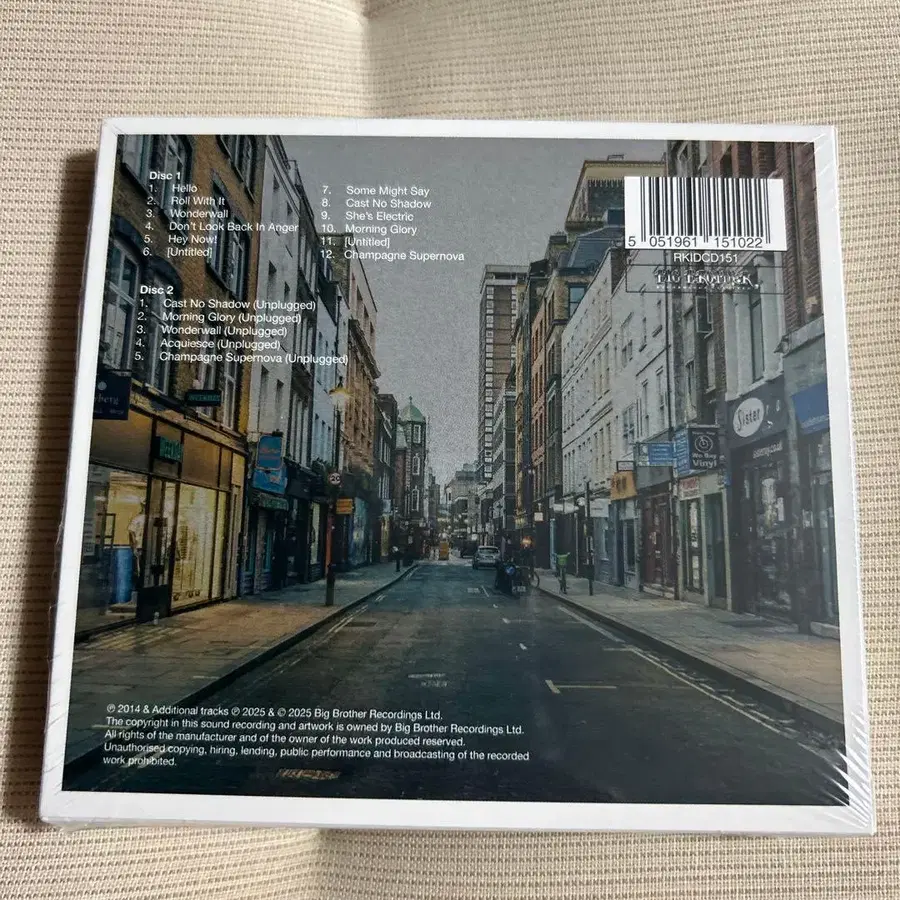 Disc 1
1. Hello
2. Roll With It
3. Wonderwall
4. Don't Look Back In Anger
5. Hey Now!
6. [Untitled]
7. Some Might Say
8. Cast No Shadow
9. She's Electric
10. Morning Glory
11. [Untitled]
12. Champagne Supernova
Disc 2
1. Cast No Shadow (Unplugged)
2. Morning Glory (Unplugged)
3. Wonderwall (Unplugged)
4. Acquiesce (Unplugged)
5. Champagne Supernova (Unplugged)
5 051961 151022
RKIDCD151
Sister
Vinyl
20
℗ 2014 & Additional tracks ℗ 2025 & © 2025 Big Brother Recordings Ltd.
The copyright in this sound recording and artwork is owned by Big Brother Recordings Ltd.
All rights of the manufacturer and of the owner of the work produced reserved.
Unauthorised copying, hiring, lending, public performance and broadcasting of the recorded
work prohibited.